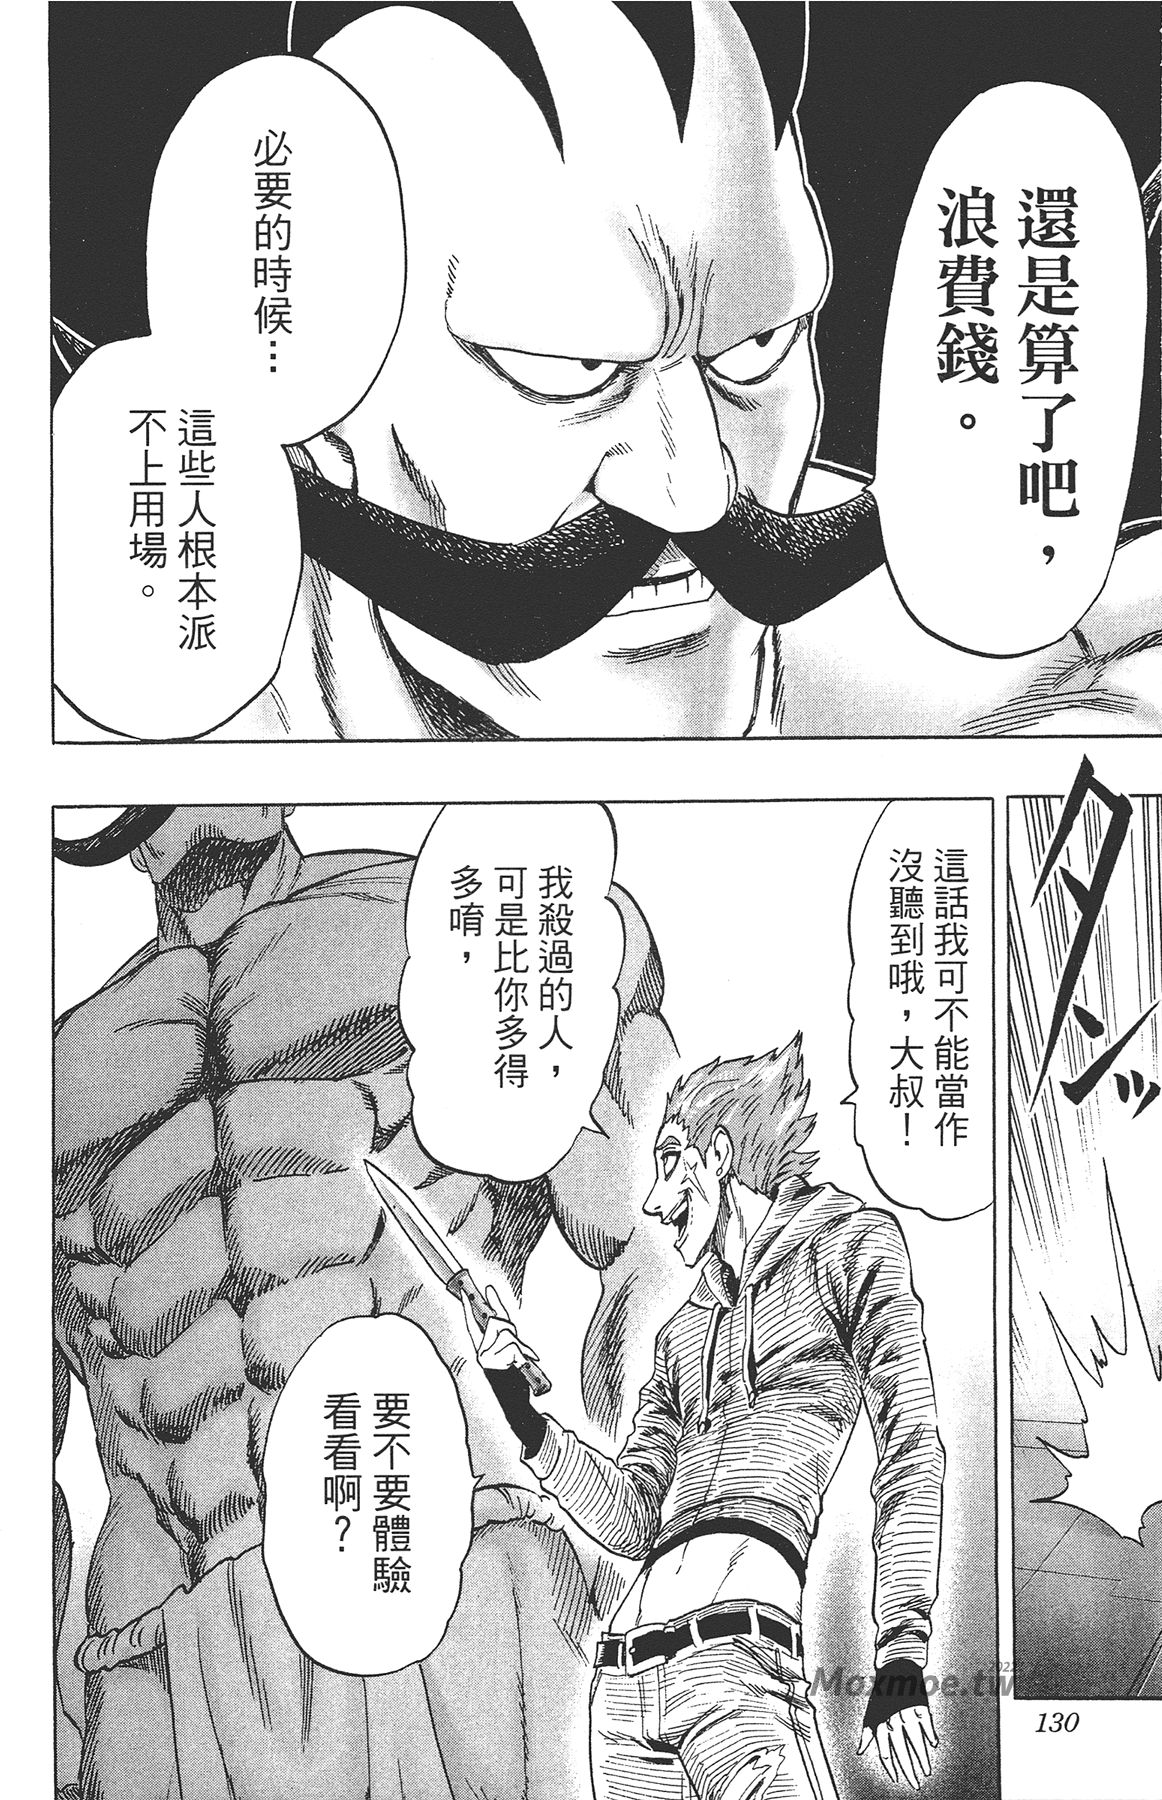 還是算了吧，
浪費錢。
必要的時候…
這些人根本派
不上用場。
タンッ
這話我可不能當作
沒聽到哦，大叔！
我殺過的人，
可是比你多得
多唷，
要不要體驗
看看啊？
Moxmoe.tw
130